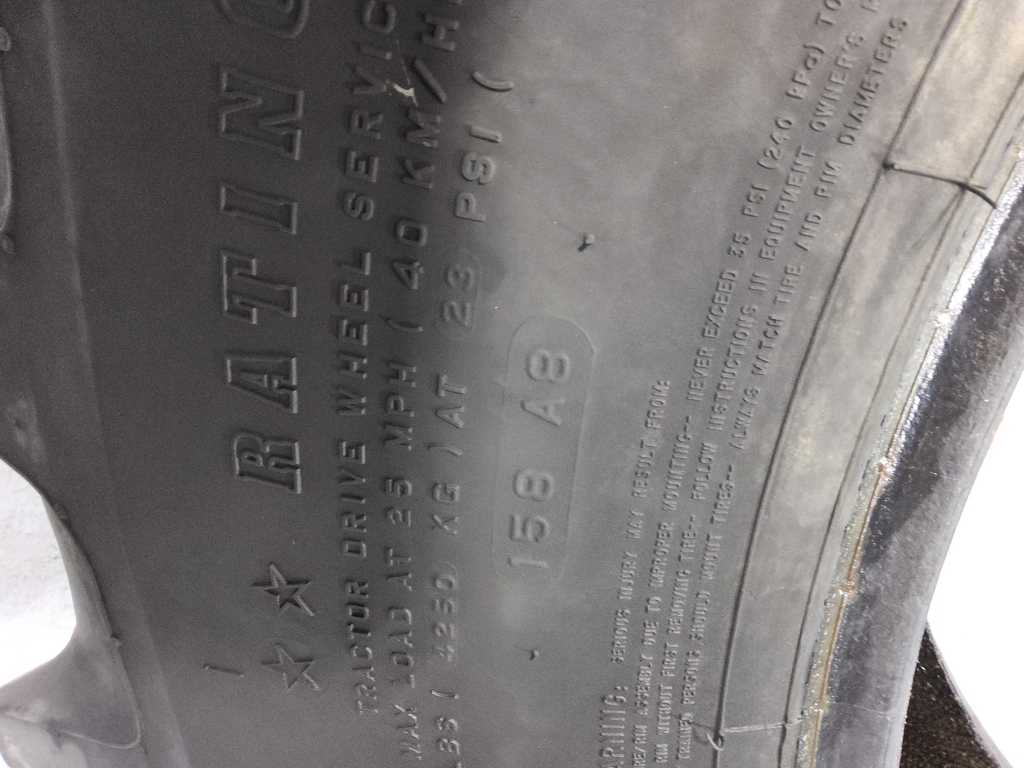 ★★ RATING
TRACTOR DRIVE WHEEL SERVIC
MAX LOAD AT 25 MPH ( 40 KM/H
LBS ( 4250 KG ) AT 23 PSI (
158 A8
WARNING: SERIOUS INJURY MAY RESULT FROM:
TIRE/RIM ASSEMBLY DUE TO IMPROPER MOUNTING-- NEVER EXCEED 35 PSI (240 kPa) TO
RIM WITHOUT FIRST REMOVING TIRE- FOLLOW INSTRUCTIONS IN EQUIPMENT OWNER'S
TRAINED PERSONS SHOULD MOUNT TIRES-- ALWAYS MATCH TIRE AND RIM DIAMETERS